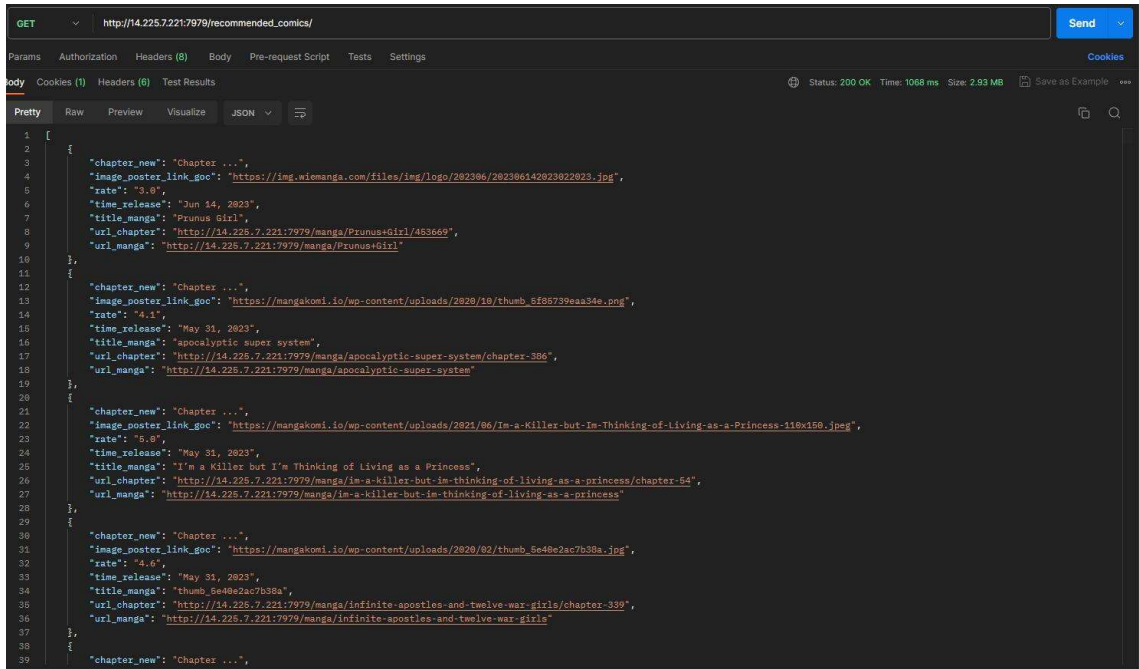 GET http://14.225.7.221:7979/recommended_comics/ Send
Params Authorization Headers (8) Body Pre-request Script Tests Settings Cookies
Body Cookies (1) Headers (6) Test Results Status: 200 OK Time: 1068 ms Size: 2.93 MB Save as Example
Pretty Raw Preview Visualize JSON
1 [
2 {
3 "chapter_new": "Chapter ...",
4 "image_poster_link_goc": "https://img.wiemanga.com/files/img/logo/202306/202306142023022023.jpg",
5 "rate": "3.0",
6 "time_release": "Jun 14, 2023",
7 "title_manga": "Prunus Girl",
8 "url_chapter": "http://14.225.7.221:7979/manga/Prunus+Girl/453669",
9 "url_manga": "http://14.225.7.221:7979/manga/Prunus+Girl"
10 },
11 {
12 "chapter_new": "Chapter ...",
13 "image_poster_link_goc": "https://mangakomi.io/wp-content/uploads/2020/10/thumb_5f85739eaa34e.png",
14 "rate": "4.1",
15 "time_release": "May 31, 2023",
16 "title_manga": "apocalyptic super system",
17 "url_chapter": "http://14.225.7.221:7979/manga/apocalyptic-super-system/chapter-386",
18 "url_manga": "http://14.225.7.221:7979/manga/apocalyptic-super-system"
19 },
20 {
21 "chapter_new": "Chapter ...",
22 "image_poster_link_goc": "https://mangakomi.io/wp-content/uploads/2021/06/Im-a-Killer-but-Im-Thinking-of-Living-as-a-Princess-110x150.jpeg",
23 "rate": "5.0",
24 "time_release": "May 31, 2023",
25 "title_manga": "I'm a Killer but I'm Thinking of Living as a Princess",
26 "url_chapter": "http://14.225.7.221:7979/manga/im-a-killer-but-im-thinking-of-living-as-a-princess/chapter-54",
27 "url_manga": "http://14.225.7.221:7979/manga/im-a-killer-but-im-thinking-of-living-as-a-princess"
28 },
29 {
30 "chapter_new": "Chapter ...",
31 "image_poster_link_goc": "https://mangakomi.io/wp-content/uploads/2020/02/thumb_5e40e2ac7b38a.jpg",
32 "rate": "4.6",
33 "time_release": "May 31, 2023",
34 "title_manga": "thumb_5e40e2ac7b38a",
35 "url_chapter": "http://14.225.7.221:7979/manga/infinite-apostles-and-twelve-war-girls/chapter-339",
36 "url_manga": "http://14.225.7.221:7979/manga/infinite-apostles-and-twelve-war-girls"
37 },
38 {
39 "chapter_new": "Chapter ...",